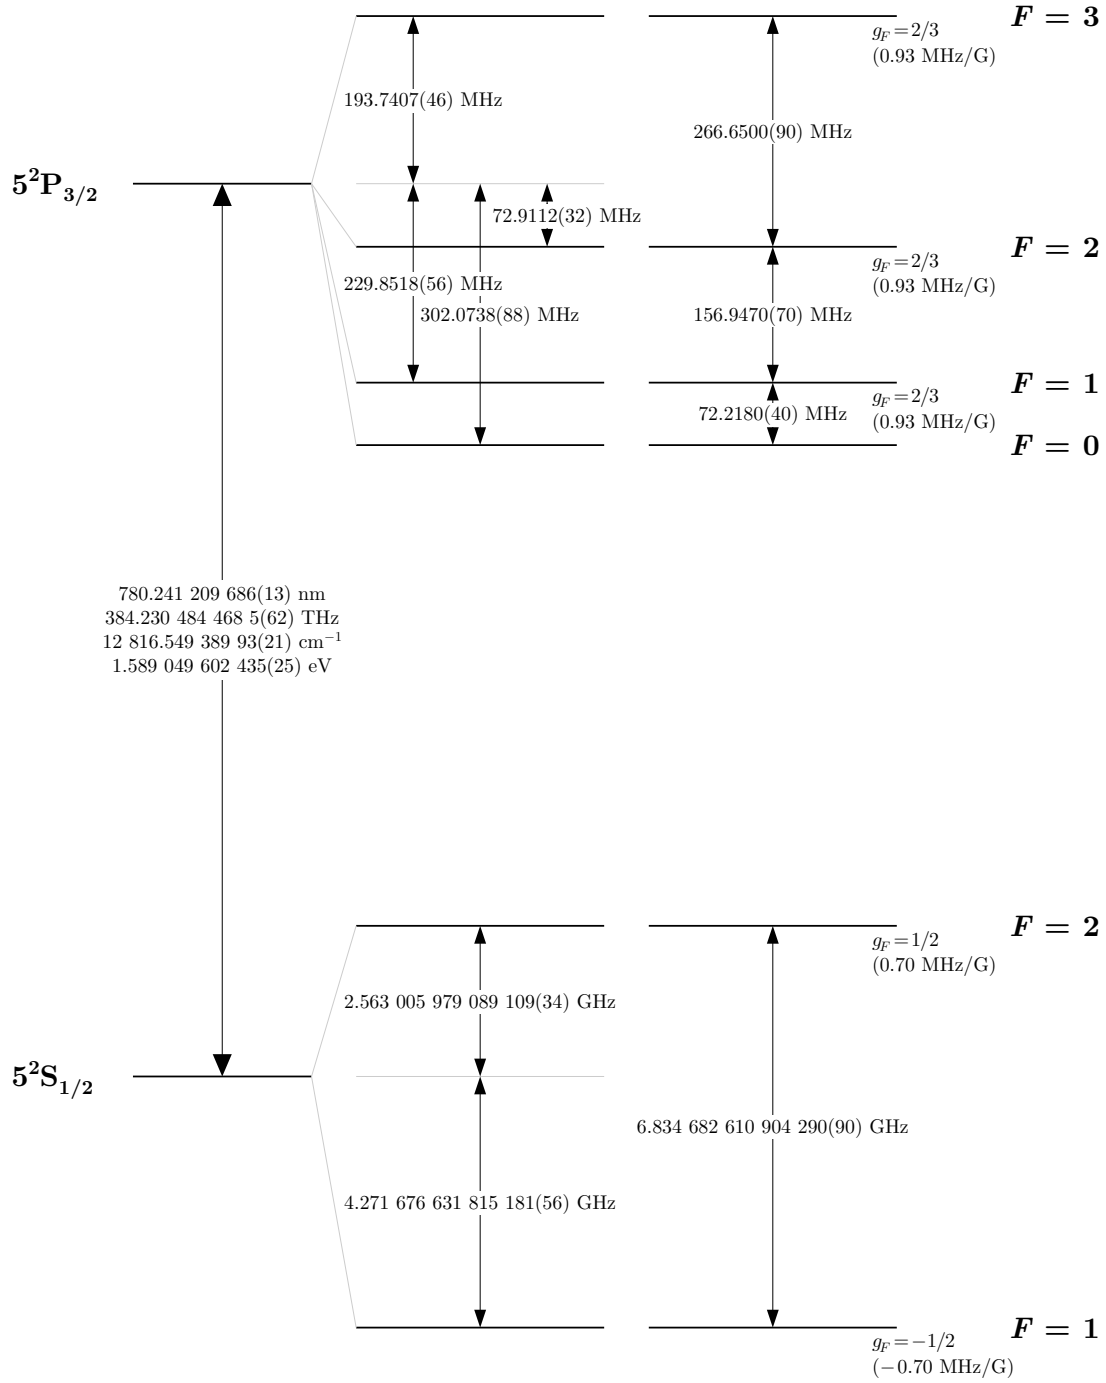 F = 3
g_F = 2/3
(0.93 MHz/G)
193.7407(46) MHz
266.6500(90) MHz
5²P₃/₂
72.9112(32) MHz
F = 2
g_F = 2/3
(0.93 MHz/G)
229.8518(56) MHz
302.0738(88) MHz
156.9470(70) MHz
F = 1
g_F = 2/3
(0.93 MHz/G)
72.2180(40) MHz
F = 0
780.241 209 686(13) nm
384.230 484 468 5(62) THz
12 816.549 389 93(21) cm⁻¹
1.589 049 602 435(25) eV
F = 2
g_F = 1/2
(0.70 MHz/G)
2.563 005 979 089 109(34) GHz
5²S₁/₂
6.834 682 610 904 290(90) GHz
4.271 676 631 815 181(56) GHz
F = 1
g_F = −1/2
(−0.70 MHz/G)